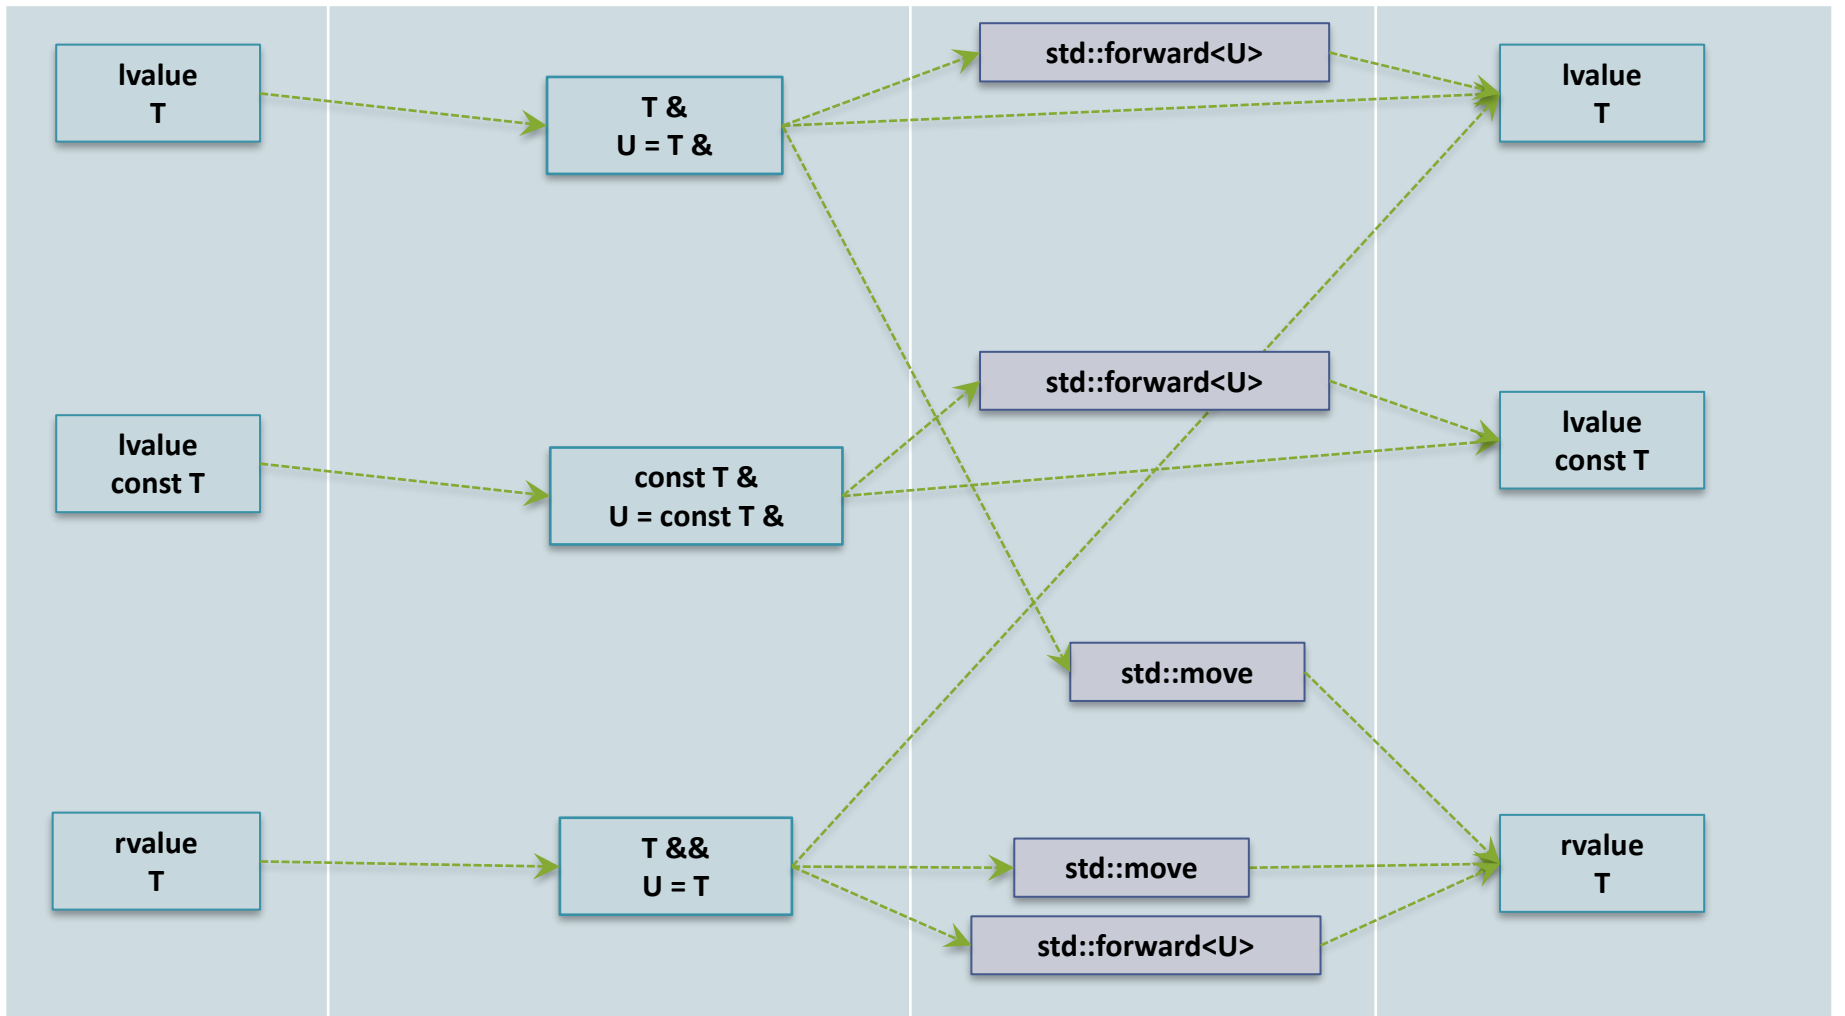 lvalue
T
T &
U = T &
std::forward<U>
lvalue
T
lvalue
const T
const T &
U = const T &
std::forward<U>
lvalue
const T
std::move
rvalue
T
T &&
U = T
std::move
std::forward<U>
rvalue
T